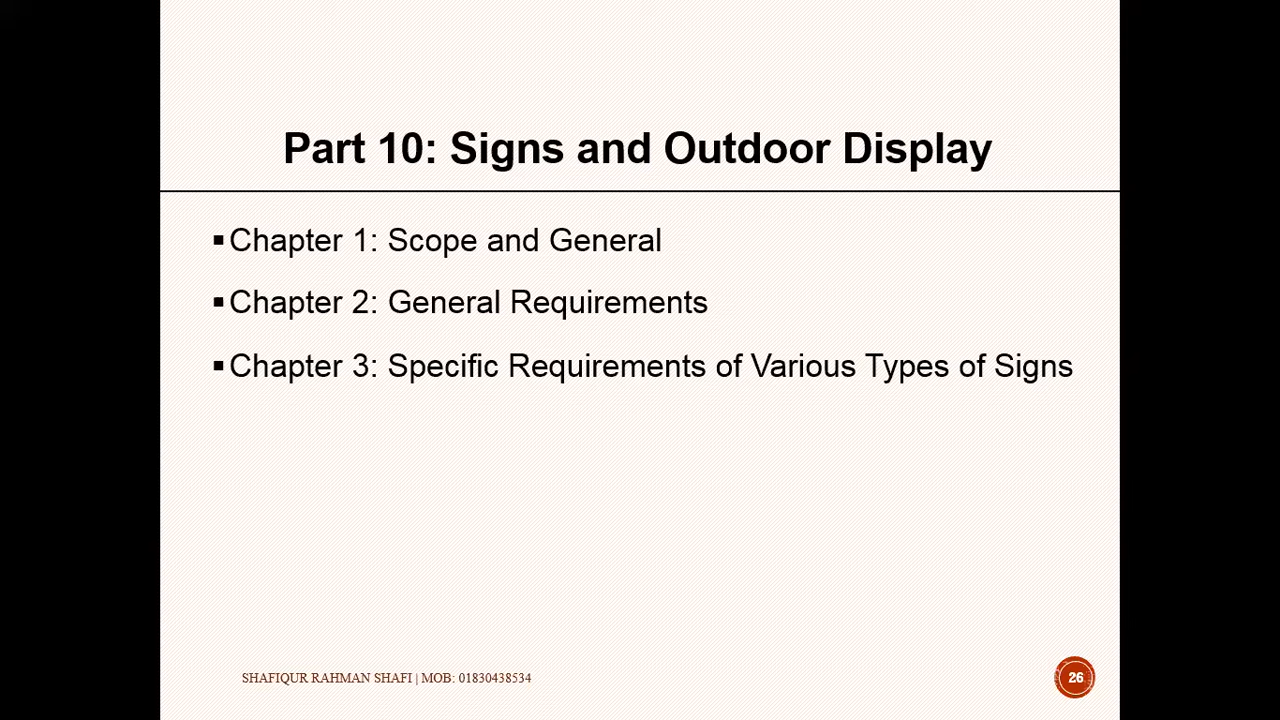 Part 10: Signs and Outdoor Display
▪Chapter 1: Scope and General
▪Chapter 2: General Requirements
▪Chapter 3: Specific Requirements of Various Types of Signs
SHAFIQUR RAHMAN SHAFI | MOB: 01830438534
26